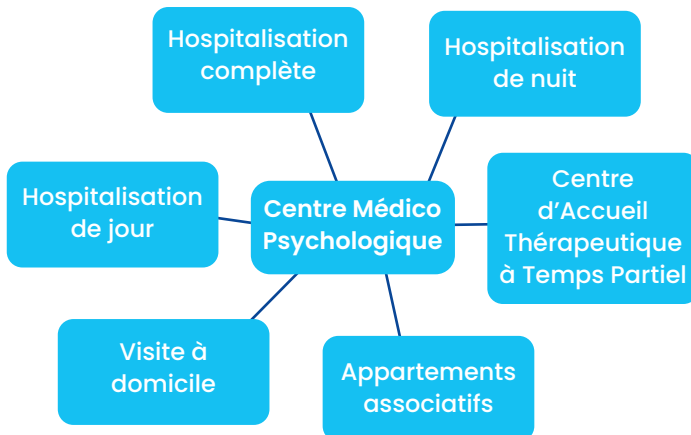 Hospitalisation
complète
Hospitalisation
de nuit
Hospitalisation
de jour
Centre Médico
Psychologique
Centre
d’Accueil
Thérapeutique
à Temps Partiel
Visite à
domicile
Appartements
associatifs